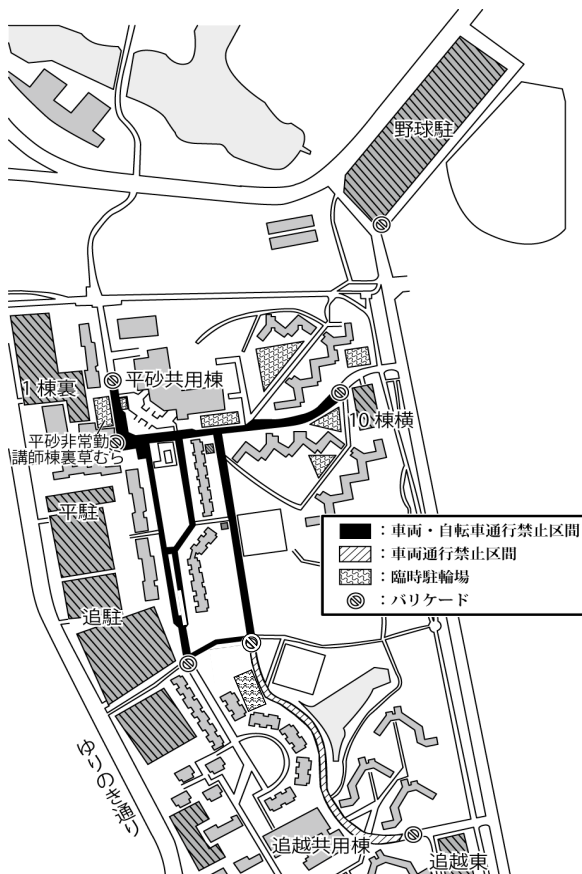 野球駐
平砂共用棟
1棟裏
10棟横
平砂非常勤
講師棟裏草むら
平駐
:車両・自転車通行禁止区間
:車両通行禁止区間
:臨時駐輪場
:バリケード
追駐
ゆりのき通り
追越共用棟
追越東